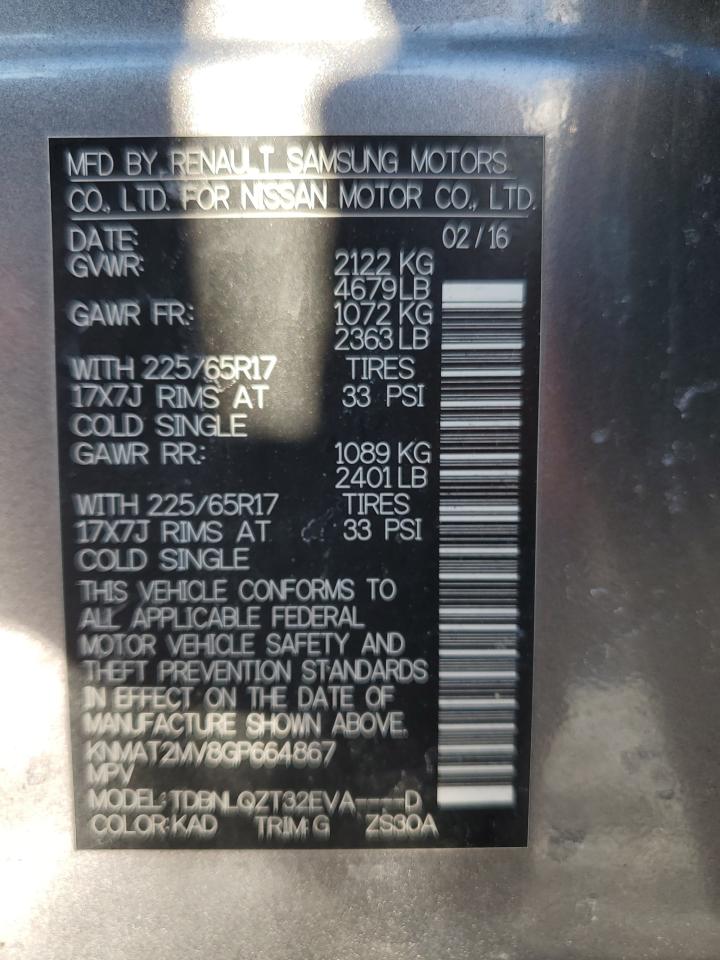 MFD BY RENAULT SAMSUNG MOTORS
CO., LTD. FOR NISSAN MOTOR CO., LTD.
DATE: 02/16
GVWR: 2122 KG
4679 LB
GAWR FR: 1072 KG
2363 LB
WITH 225/65R17 TIRES
17X7J RIMS AT 33 PSI
COLD SINGLE
GAWR RR: 1089 KG
2401 LB
WITH 225/65R17 TIRES
17X7J RIMS AT 33 PSI
COLD SINGLE
THIS VEHICLE CONFORMS TO
ALL APPLICABLE FEDERAL
MOTOR VEHICLE SAFETY AND
THEFT PREVENTION STANDARDS
IN EFFECT ON THE DATE OF
MANUFACTURE SHOWN ABOVE.
KNMAT2MV8GP664867
MPV
MODEL: TDBNLQZT32EVA----D
COLOR: KAD TRIM: G ZS30A